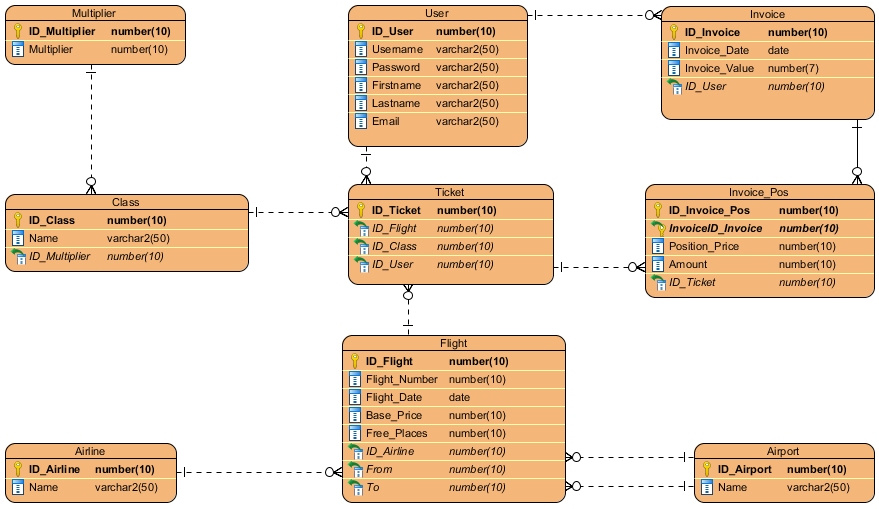 Multiplier
ID_Multiplier number(10)
Multiplier number(10)
User
ID_User number(10)
Username varchar2(50)
Password varchar2(50)
Firstname varchar2(50)
Lastname varchar2(50)
Email varchar2(50)
Invoice
ID_Invoice number(10)
Invoice_Date date
Invoice_Value number(7)
ID_User number(10)
Class
ID_Class number(10)
Name varchar2(50)
ID_Multiplier number(10)
Ticket
ID_Ticket number(10)
ID_Flight number(10)
ID_Class number(10)
ID_User number(10)
Invoice_Pos
ID_Invoice_Pos number(10)
InvoiceID_Invoice number(10)
Position_Price number(10)
Amount number(10)
ID_Ticket number(10)
Flight
ID_Flight number(10)
Flight_Number number(10)
Flight_Date date
Base_Price number(10)
Free_Places number(10)
ID_Airline number(10)
From number(10)
To number(10)
Airline
ID_Airline number(10)
Name varchar2(50)
Airport
ID_Airport number(10)
Name varchar2(50)